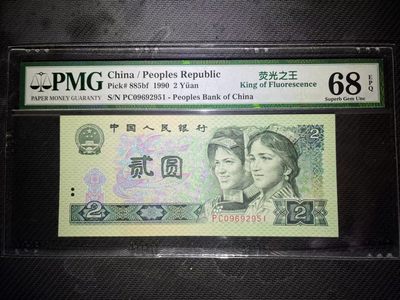 PMG
PAPER MONEY GUARANTY
China / Peoples Republic
Pick# 885bf 1990 2 Yüan
S/N PC09692951 - Peoples Bank of China
荧光之王
King of Fluorescence
68 EPQ
Superb Gem Unc
中国人民银行
2
贰圆
2
PC09692951
2